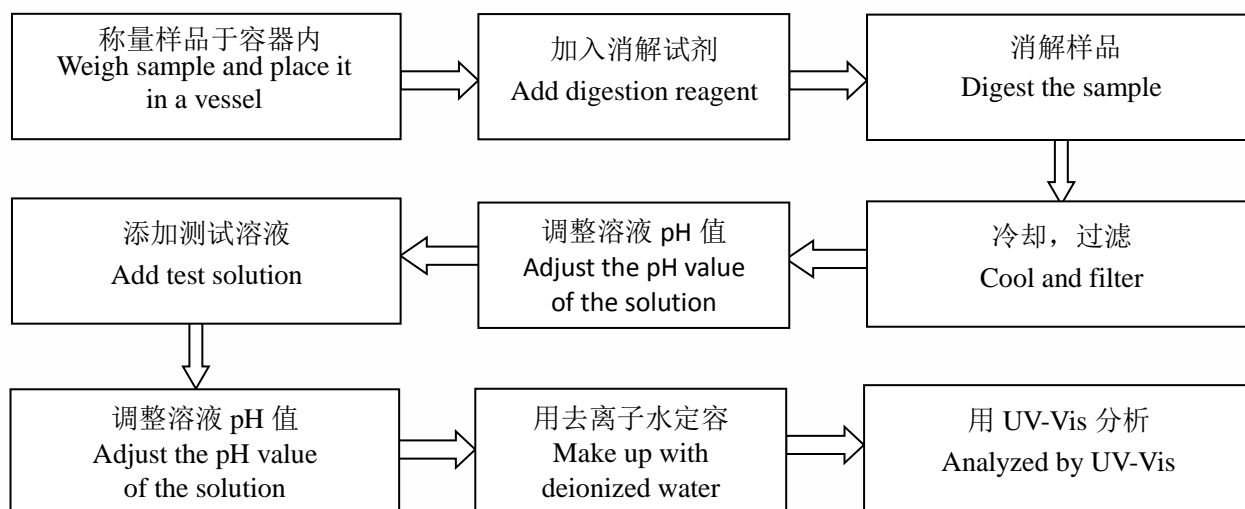 称量样品于容器内
Weigh sample and place it
in a vessel
加入消解试剂
Add digestion reagent
消解样品
Digest the sample
冷却，过滤
Cool and filter
调整溶液 pH 值
Adjust the pH value
of the solution
添加测试溶液
Add test solution
调整溶液 pH 值
Adjust the pH value
of the solution
用去离子水定容
Make up with
deionized water
用 UV-Vis 分析
Analyzed by UV-Vis